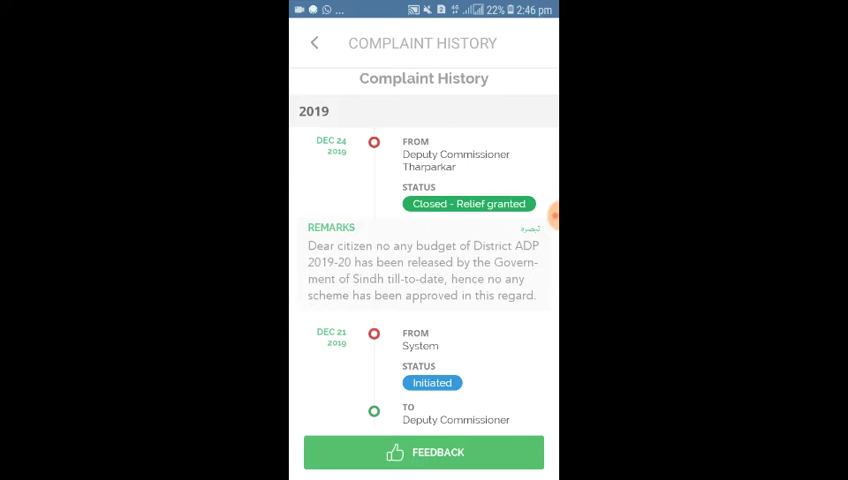 ... 22% 2:46 pm
COMPLAINT HISTORY
Complaint History
2019
DEC 24
2019
FROM
Deputy Commissioner
Tharparkar
STATUS
Closed - Relief granted
REMARKS تبصرہ
Dear citizen no any budget of District ADP
2019-20 has been released by the Govern-
ment of Sindh till-to-date, hence no any
scheme has been approved in this regard.
DEC 21
2019
FROM
System
STATUS
Initiated
TO
Deputy Commissioner
FEEDBACK